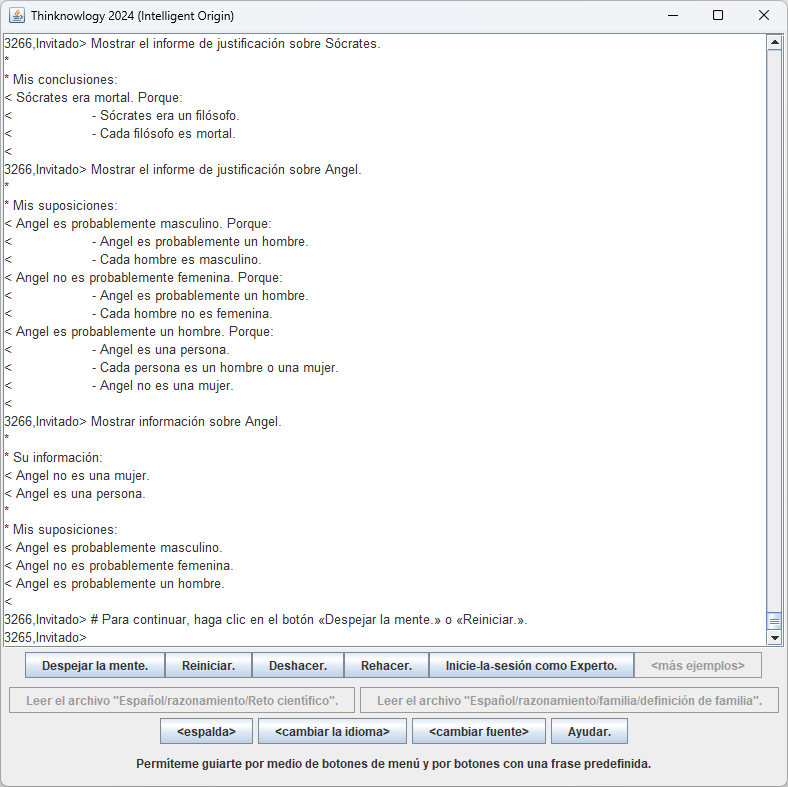 Thinknowlogy 2024 (Intelligent Origin)
3266,Invitado> Mostrar el informe de justificación sobre Sócrates.
*
* Mis conclusiones:
< Sócrates era mortal. Porque:
< - Sócrates era un filósofo.
< - Cada filósofo es mortal.
<
3266,Invitado> Mostrar el informe de justificación sobre Angel.
*
* Mis suposiciones:
< Angel es probablemente masculino. Porque:
< - Angel es probablemente un hombre.
< - Cada hombre es masculino.
< Angel no es probablemente femenina. Porque:
< - Angel es probablemente un hombre.
< - Cada hombre no es femenina.
< Angel es probablemente un hombre. Porque:
< - Angel es una persona.
< - Cada persona es un hombre o una mujer.
< - Angel no es una mujer.
<
3266,Invitado> Mostrar información sobre Angel.
*
* Su información:
< Angel no es una mujer.
< Angel es una persona.
*
* Mis suposiciones:
< Angel es probablemente masculino.
< Angel no es probablemente femenina.
< Angel es probablemente un hombre.
<
3266,Invitado> # Para continuar, haga clic en el botón «Despejar la mente.» o «Reiniciar.».
3265,Invitado>
Despejar la mente. Reiniciar. Deshacer. Rehacer. Inicie-la-sesión como Experto. <más ejemplos>
Leer el archivo "Español/razonamiento/Reto científico". Leer el archivo "Español/razonamiento/familia/definición de familia".
<espalda> <cambiar la idioma> <cambiar fuente> Ayudar.
Permíteme guiarte por medio de botones de menú y por botones con una frase predefinida.